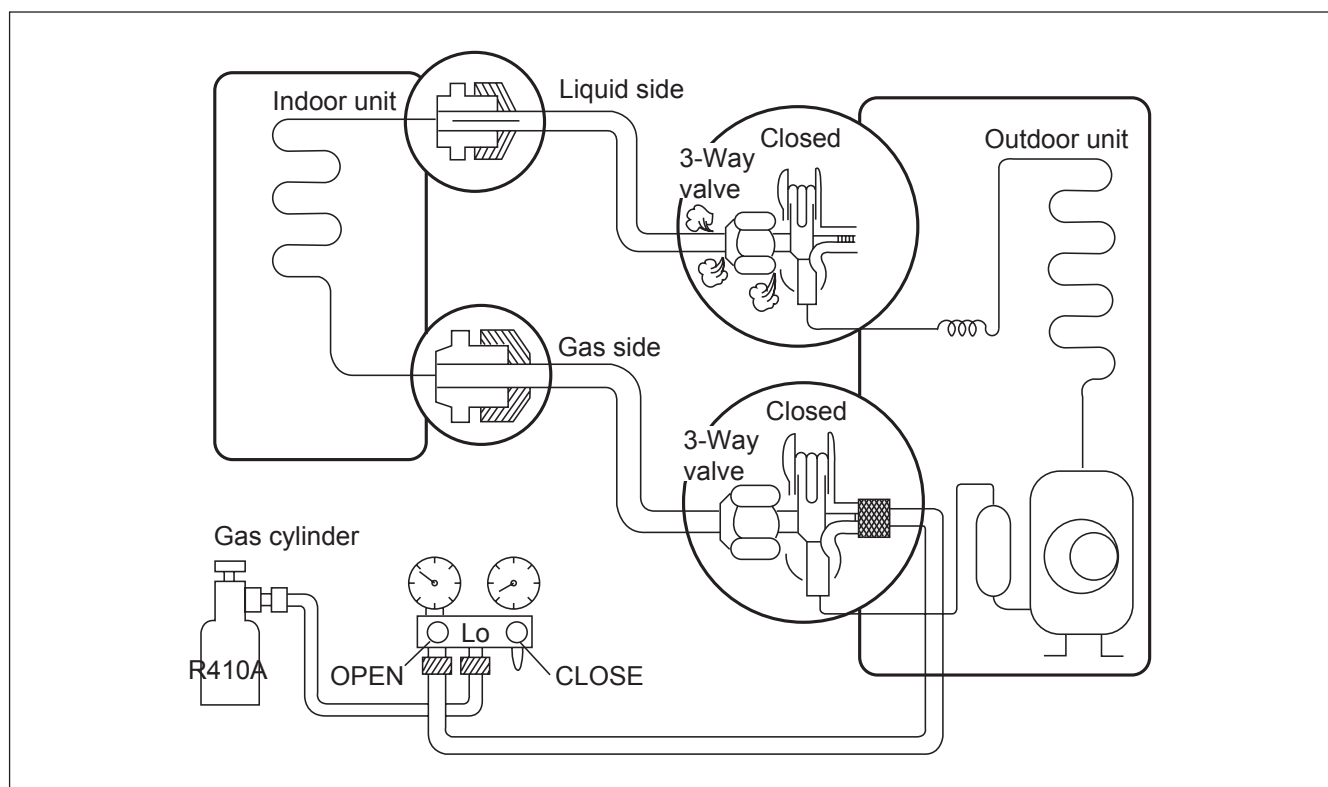 Indoor unit
Liquid side
Closed
3-Way
valve
Outdoor unit
Gas side
Closed
3-Way
valve
Gas cylinder
R410A
Lo
OPEN
CLOSE